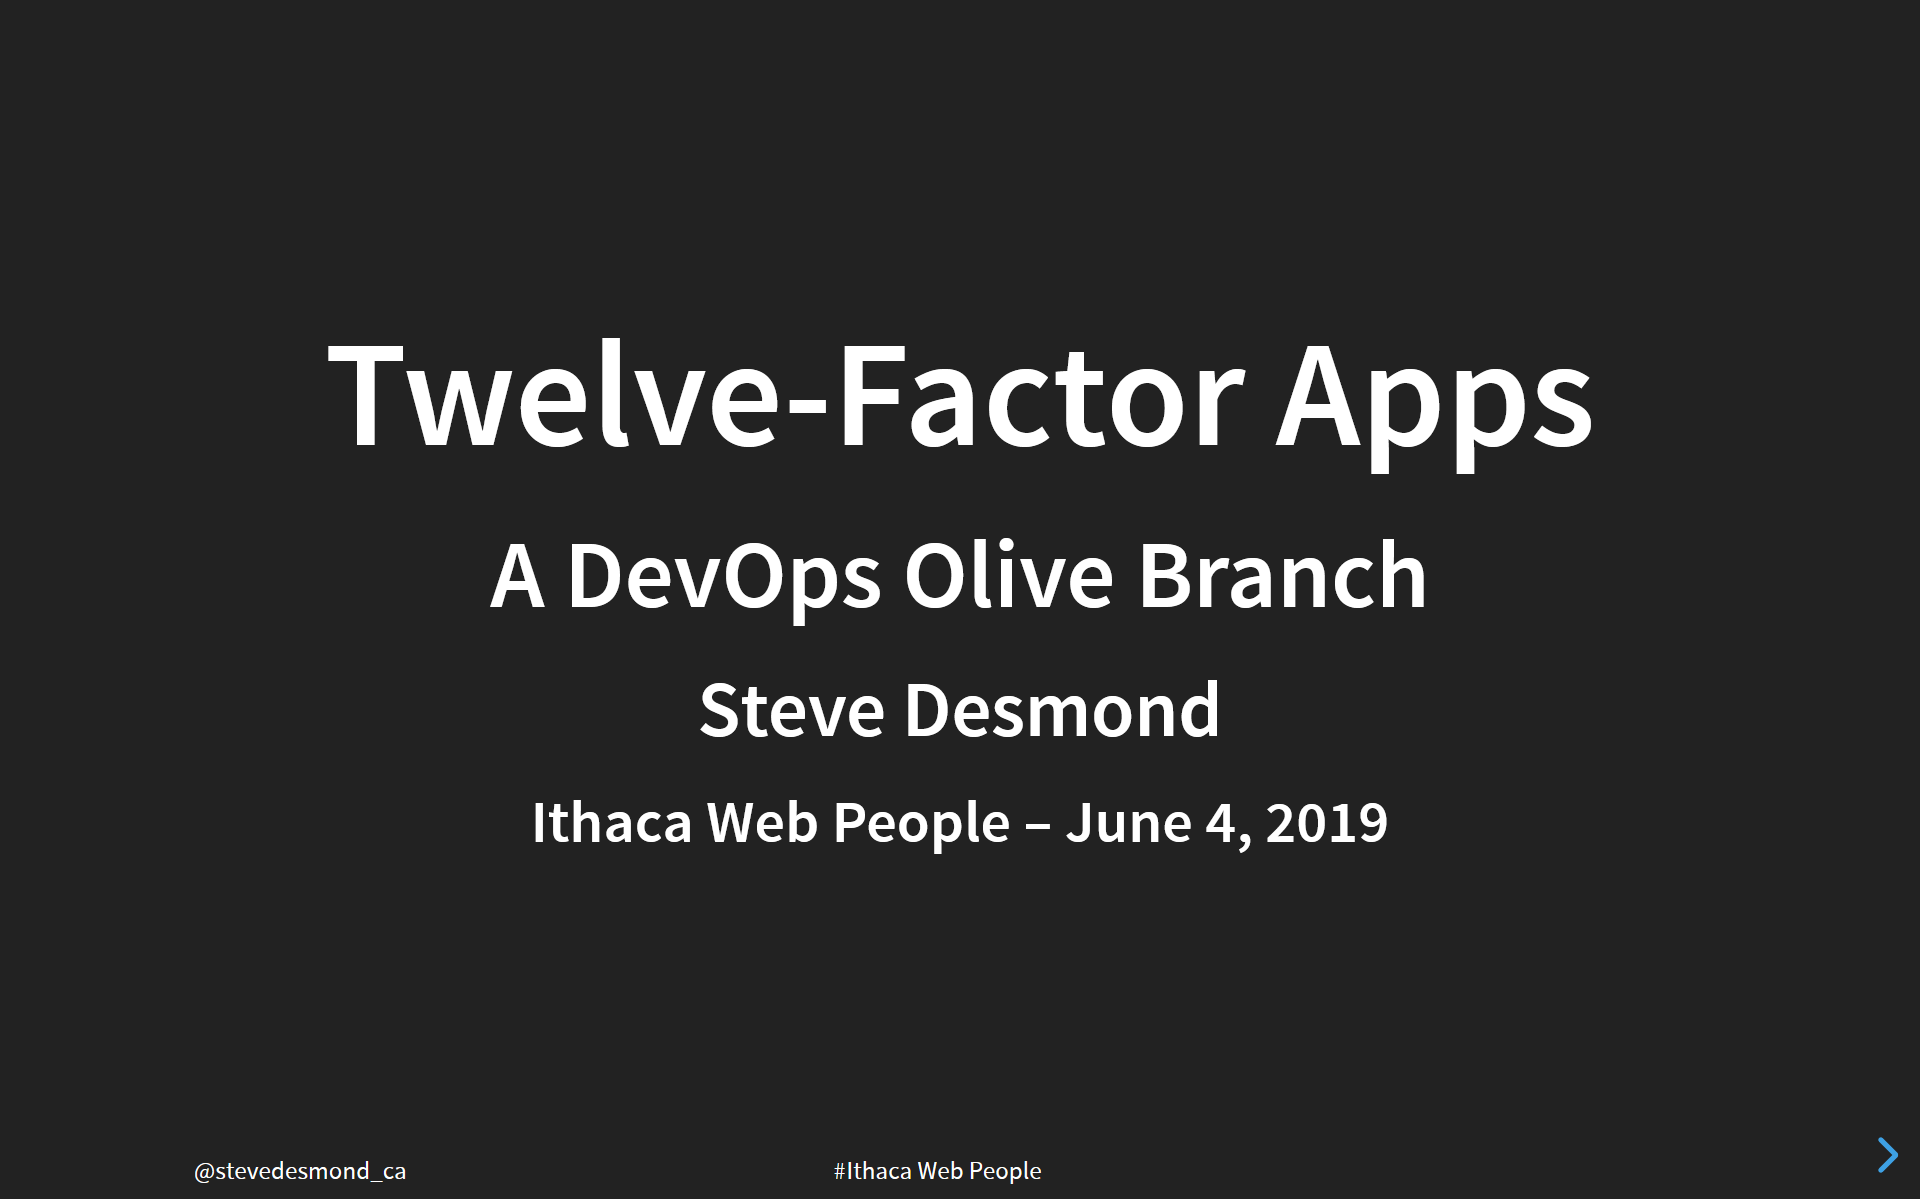 Twelve-Factor Apps
A DevOps Olive Branch
Steve Desmond
Ithaca Web People – June 4, 2019
@stevedesmond_ca
#Ithaca Web People